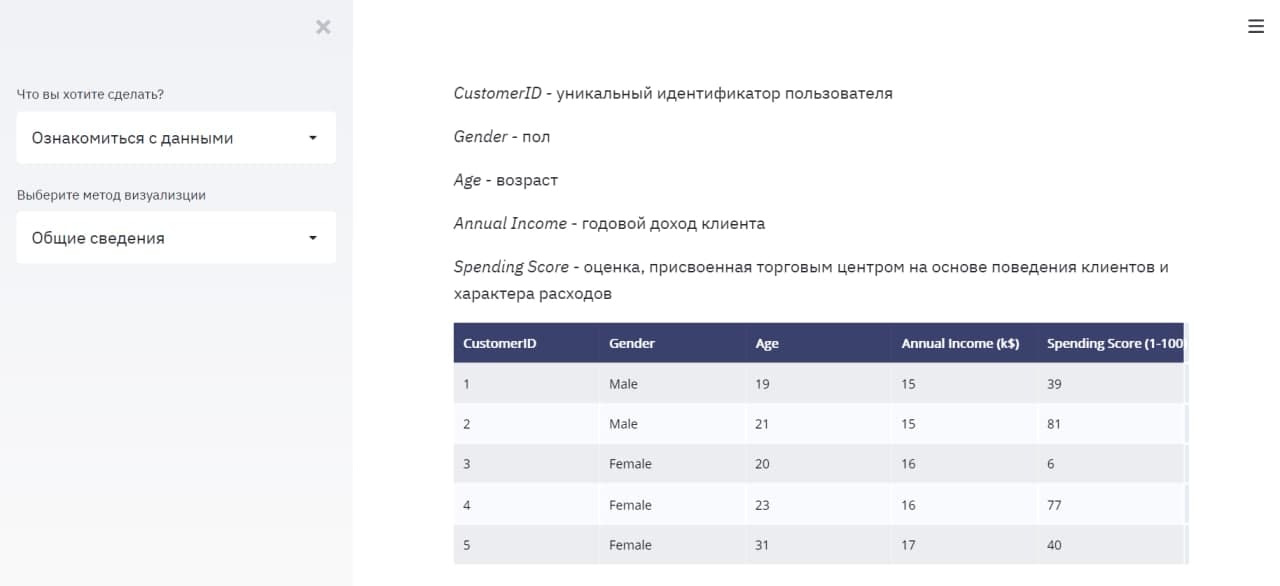 Что вы хотите сделать?
Ознакомиться с данными
Выберите метод визуализции
Общие сведения
CustomerID - уникальный идентификатор пользователя
Gender - пол
Age - возраст
Annual Income - годовой доход клиента
Spending Score - оценка, присвоенная торговым центром на основе поведения клиентов и
характера расходов
CustomerID Gender Age Annual Income (k$) Spending Score (1-100
1 Male 19 15 39
2 Male 21 15 81
3 Female 20 16 6
4 Female 23 16 77
5 Female 31 17 40